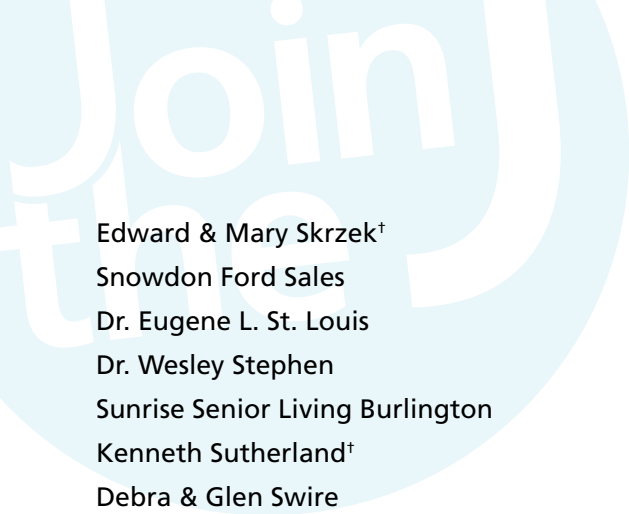 Join
the J
Edward & Mary Skrzek†
Snowdon Ford Sales
Dr. Eugene L. St. Louis
Dr. Wesley Stephen
Sunrise Senior Living Burlington
Kenneth Sutherland†
Debra & Glen Swire